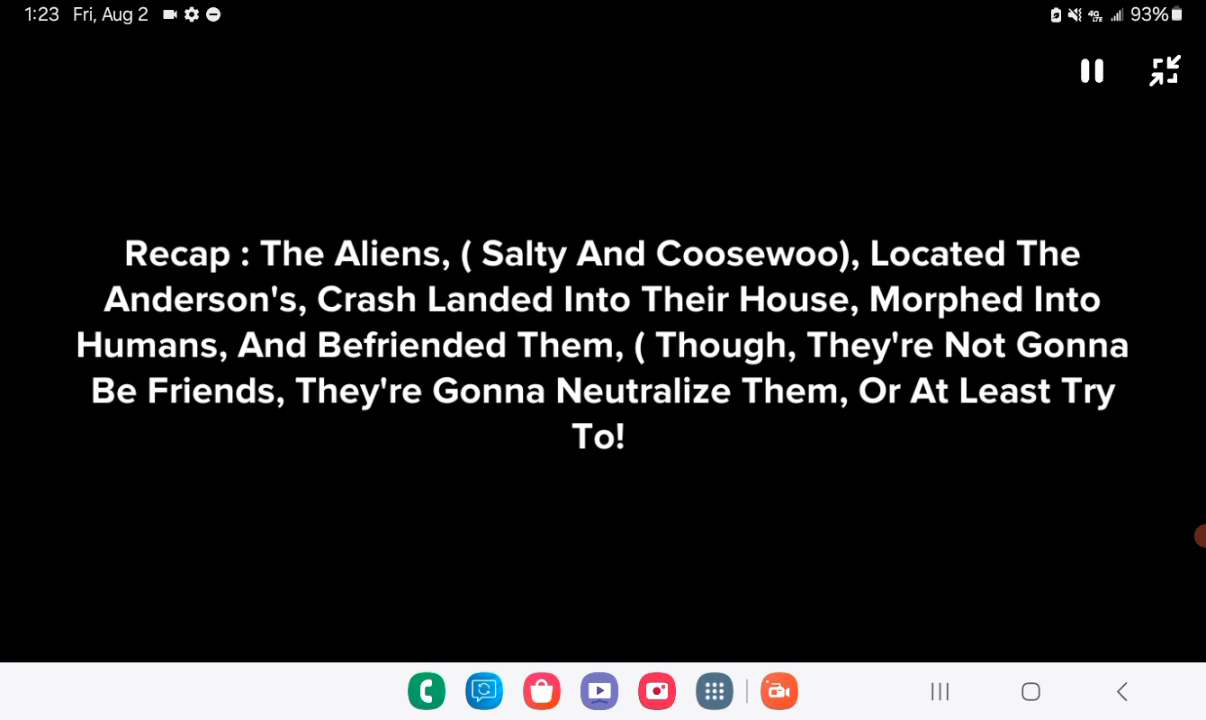 1:23 Fri, Aug 2 93%
Recap : The Aliens, ( Salty And Coosewoo), Located The
Anderson's, Crash Landed Into Their House, Morphed Into
Humans, And Befriended Them, ( Though, They're Not Gonna
Be Friends, They're Gonna Neutralize Them, Or At Least Try
To!